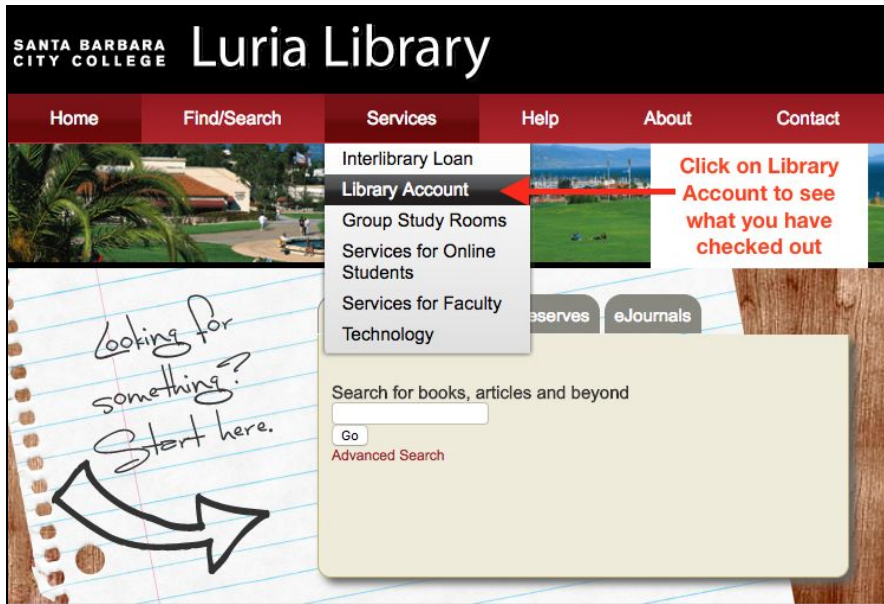 SANTA BARBARA
CITY COLLEGE
Luria Library
Home Find/Search Services Help About Contact
Interlibrary Loan
Library Account
Group Study Rooms
Services for Online
Students
Services for Faculty
Technology
Click on Library
Account to see
what you have
checked out
eJournals
Looking for
something?
Start here.
Search for books, articles and beyond
Go
Advanced Search